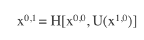 x^{0,1} = H[x^{0,0}, U(x^{1,0})]